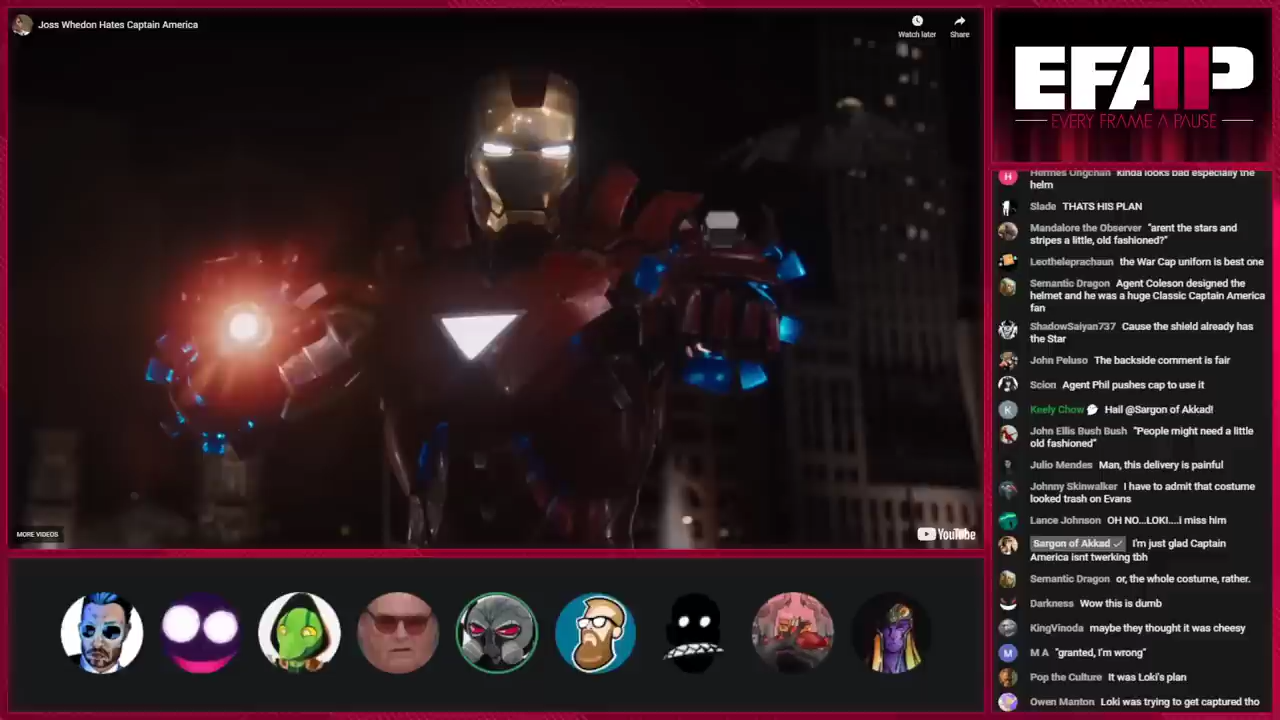 Joss Whedon Hates Captain America
Watch later
Share
MORE VIDEOS
YouTube
EFAP
EVERY FRAME A PAUSE
H
Hermes Ongchan kinda looks bad especially the
helm
Slade THATS HIS PLAN
Mandalore the Observer "arent the stars and
stripes a little, old fashioned?"
Leotheleprachaun the War Cap uniforn is best one
Semantic Dragon Agent Coleson designed the
helmet and he was a huge Classic Captain America
fan
ShadowSaiyan737 Cause the shield already has
the Star
John Peluso The backside comment is fair
Scion Agent Phil pushes cap to use it
K
Keely Chow Hail @Sargon of Akkad!
John Ellis Bush Bush "People might need a little
old fashioned"
Julio Mendes Man, this delivery is painful
Johnny Skinwalker I have to admit that costume
looked trash on Evans
Lance Johnson OH NO...LOKI....i miss him
Sargon of Akkad ✓ I'm just glad Captain
America isnt twerking tbh
Semantic Dragon or, the whole costume, rather.
Darkness Wow this is dumb
KingVinoda maybe they thought it was cheesy
M
M A "granted, I'm wrong"
Pop the Culture It was Loki's plan
Owen Manton Loki was trying to get captured tho